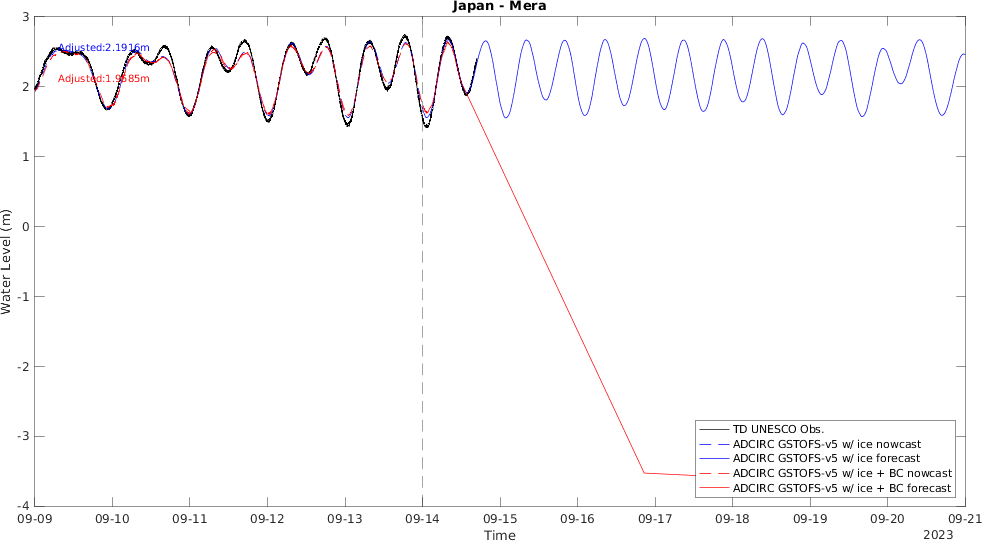 Japan - Mera
Adjusted:2.1916m
Adjusted:1.9585m
Water Level (m)
3
2
1
0
-1
-2
-3
-4
TD UNESCO Obs.
ADCIRC GSTOFS-v5 w/ ice nowcast
ADCIRC GSTOFS-v5 w/ ice forecast
ADCIRC GSTOFS-v5 w/ ice + BC nowcast
ADCIRC GSTOFS-v5 w/ ice + BC forecast
09-09 09-10 09-11 09-12 09-13 09-14 09-15 09-16 09-17 09-18 09-19 09-20 09-21
Time
2023